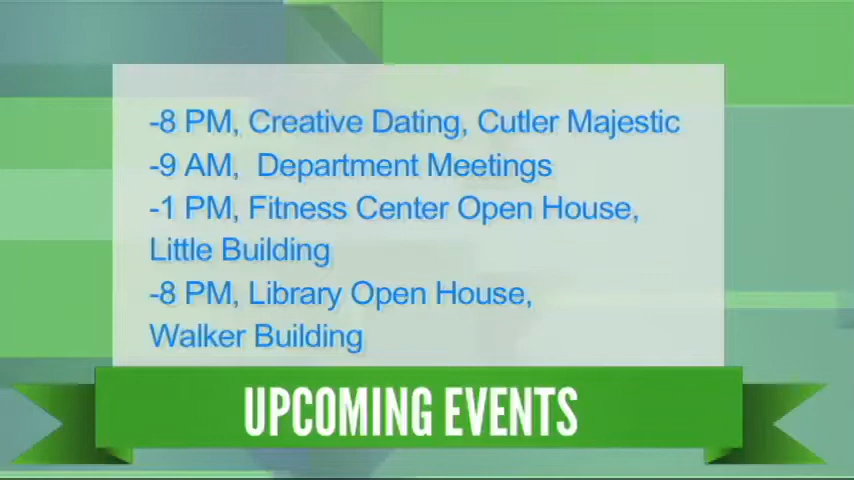 -8 PM, Creative Dating, Cutler Majestic
-9 AM,  Department Meetings
-1 PM, Fitness Center Open House,
Little Building
-8 PM, Library Open House,
Walker Building
UPCOMING EVENTS